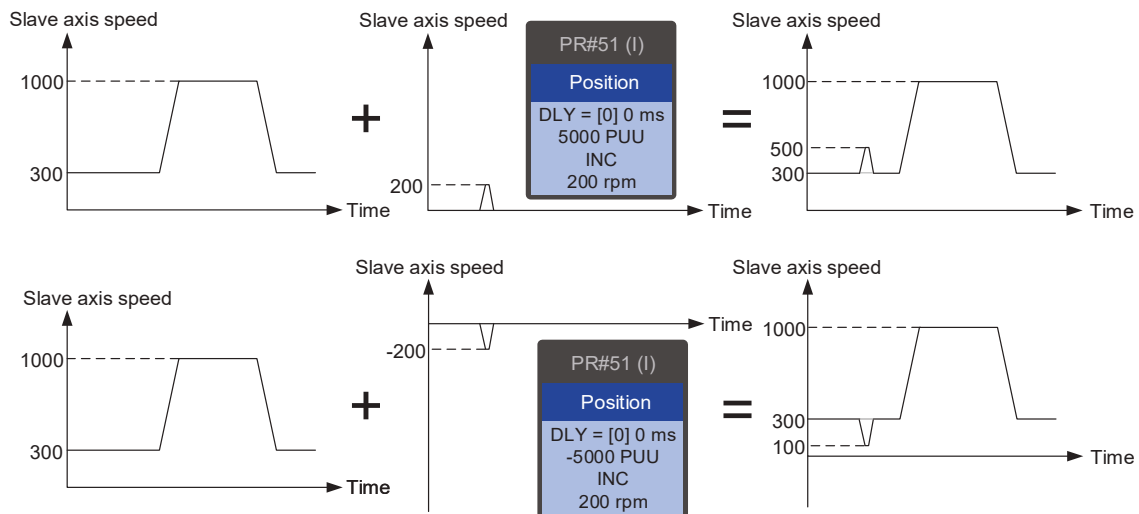 Slave axis speed
1000
300
Time
+
Slave axis speed
200
Time
PR#51 (I)
Position
DLY = [0] 0 ms
5000 PUU
INC
200 rpm
=
Slave axis speed
1000
500
300
Time
Slave axis speed
1000
300
Time
+
Slave axis speed
-200
Time
PR#51 (I)
Position
DLY = [0] 0 ms
-5000 PUU
INC
200 rpm
=
Slave axis speed
1000
300
100
Time